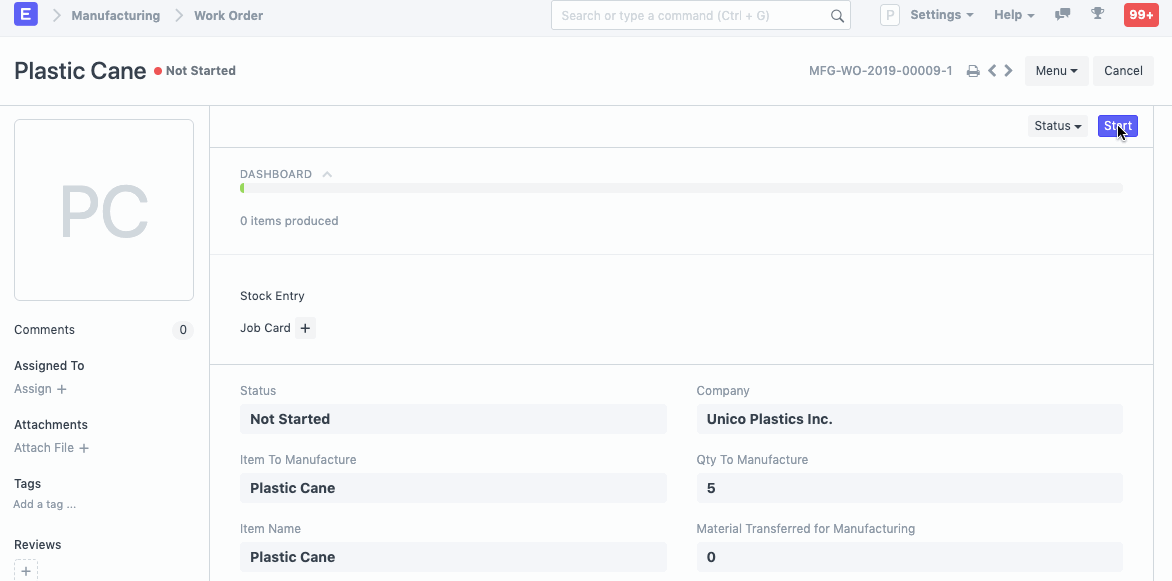 E Manufacturing Work Order Search or type a command (Ctrl + G) P Settings Help 99+
Plastic Cane Not Started MFG-WO-2019-00009-1 Menu Cancel
Status Start
PC
DASHBOARD
0 items produced
Stock Entry
Job Card +
Comments 0
Assigned To
Assign +
Attachments
Attach File +
Tags
Add a tag ...
Reviews
+
Status
Not Started
Company
Unico Plastics Inc.
Item To Manufacture
Plastic Cane
Qty To Manufacture
5
Item Name
Plastic Cane
Material Transferred for Manufacturing
0